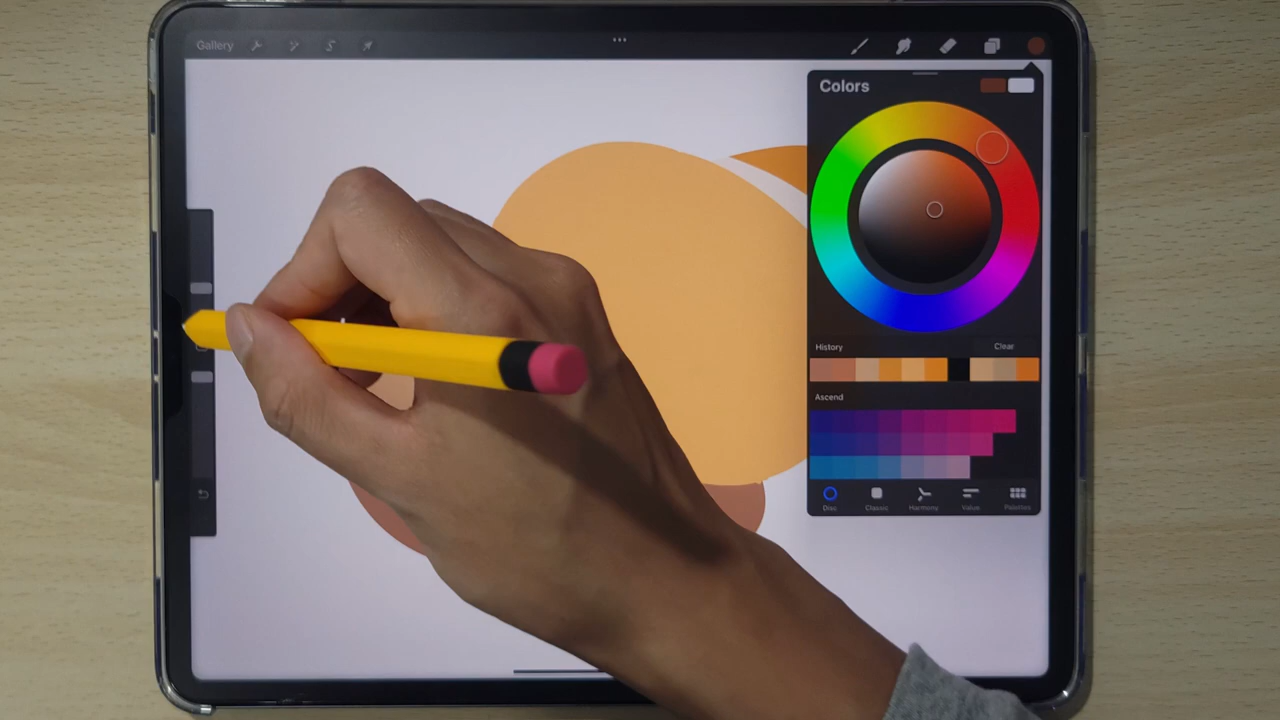 Gallery
Colors
History Clear
Ascend
Disc Classic Harmony Value Palettes